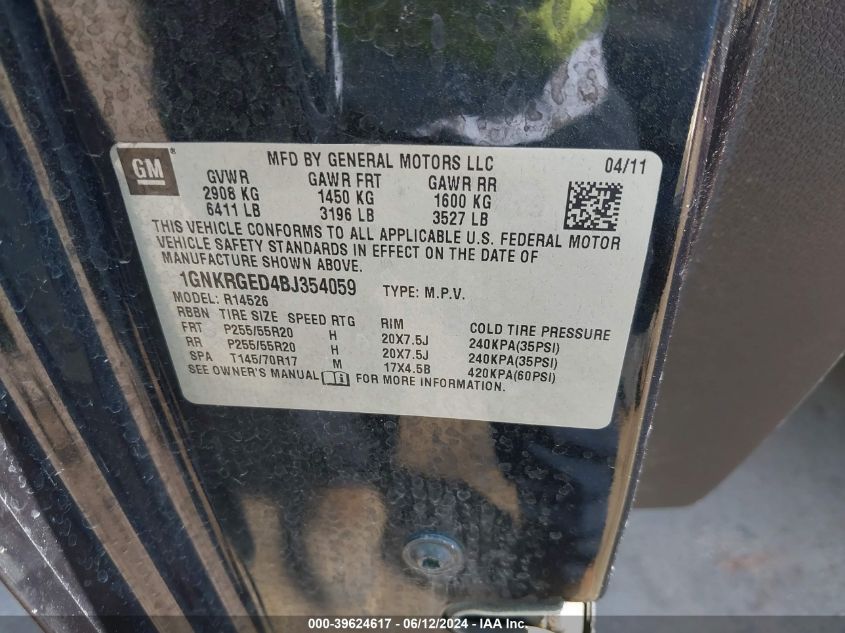 GM®
MFD BY GENERAL MOTORS LLC 04/11
GVWR GAWR FRT GAWR RR
2908 KG 1450 KG 1600 KG
6411 LB 3196 LB 3527 LB
THIS VEHICLE CONFORMS TO ALL APPLICABLE U.S. FEDERAL MOTOR
VEHICLE SAFETY STANDARDS IN EFFECT ON THE DATE OF
MANUFACTURE SHOWN ABOVE.
1GNKRGED4BJ354059 TYPE: M.P.V.
MODEL: R14526
RBBN TIRE SIZE SPEED RTG RIM COLD TIRE PRESSURE
FRT P255/55R20 H 20X7.5J 240KPA(35PSI)
RR P255/55R20 H 20X7.5J 240KPA(35PSI)
SPA T145/70R17 M 17X4.5B 420KPA(60PSI)
SEE OWNER'S MANUAL FOR MORE INFORMATION.
000-39624617 - 06/12/2024 - IAA Inc.